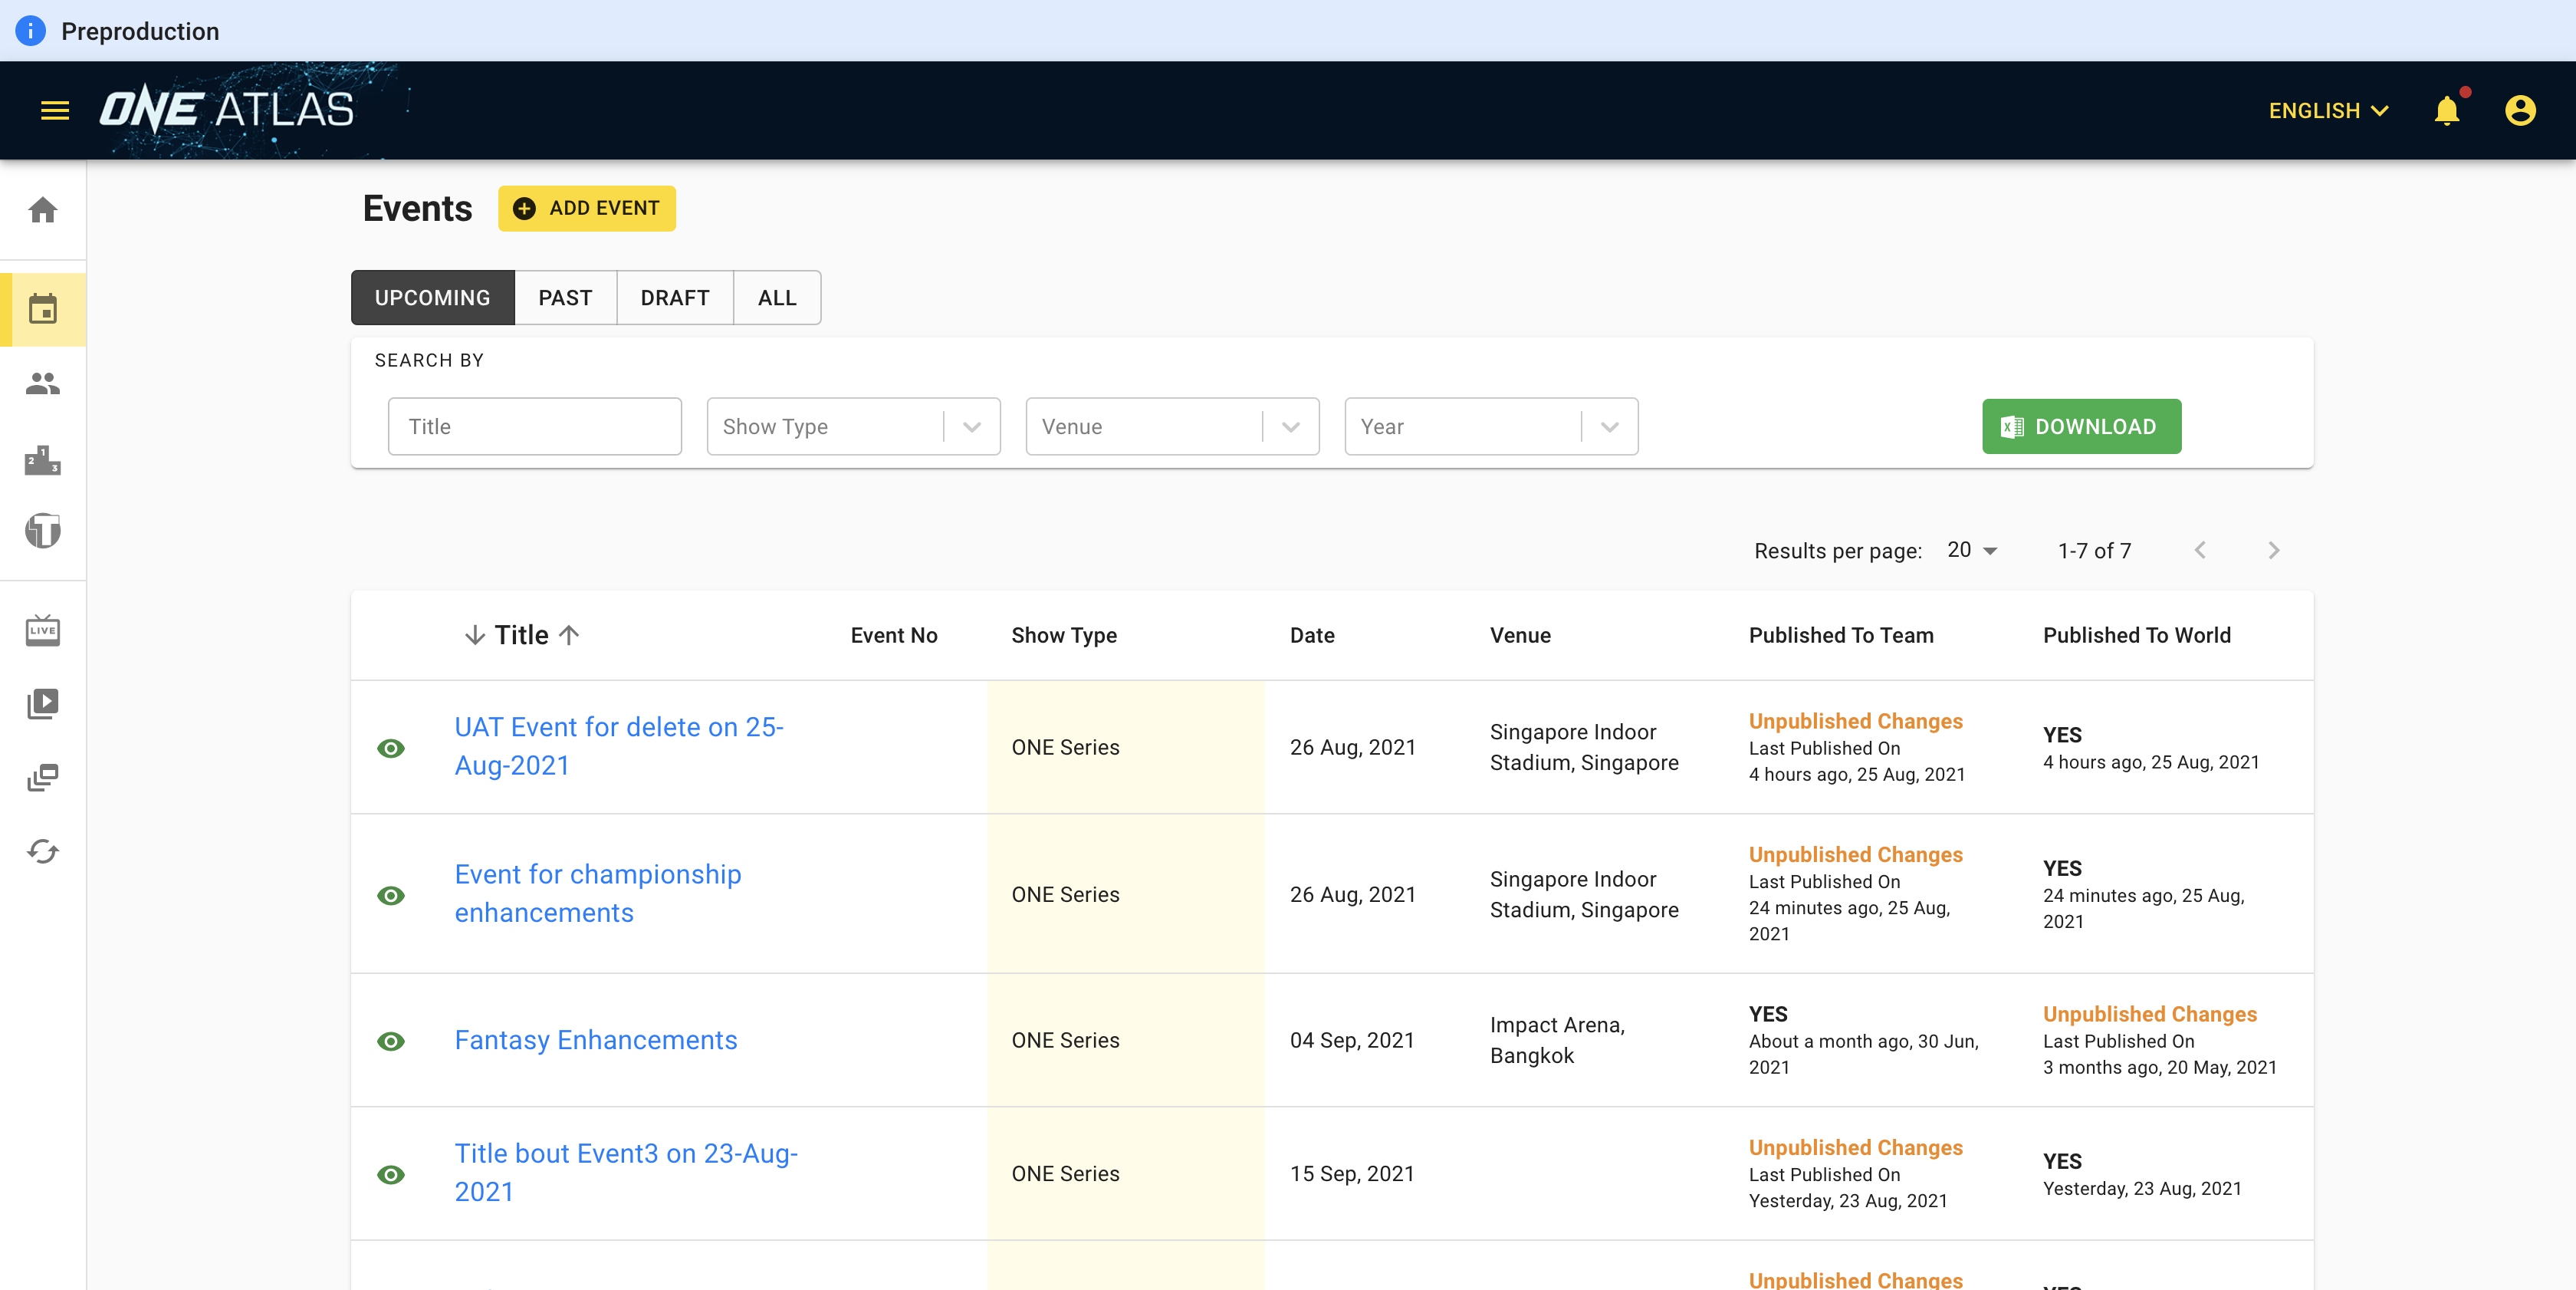 Preproduction
ONE ATLAS
ENGLISH
Events
ADD EVENT
UPCOMING
PAST
DRAFT
ALL
SEARCH BY
Title
Show Type
Venue
Year
DOWNLOAD
Results per page: 20 1-7 of 7
Title
Event No
Show Type
Date
Venue
Published To Team
Published To World
UAT Event for delete on 25-
Aug-2021
ONE Series
26 Aug, 2021
Singapore Indoor
Stadium, Singapore
Unpublished Changes
Last Published On
4 hours ago, 25 Aug, 2021
YES
4 hours ago, 25 Aug, 2021
Event for championship
enhancements
ONE Series
26 Aug, 2021
Singapore Indoor
Stadium, Singapore
Unpublished Changes
Last Published On
24 minutes ago, 25 Aug,
2021
YES
24 minutes ago, 25 Aug,
2021
Fantasy Enhancements
ONE Series
04 Sep, 2021
Impact Arena,
Bangkok
YES
About a month ago, 30 Jun,
2021
Unpublished Changes
Last Published On
3 months ago, 20 May, 2021
Title bout Event3 on 23-Aug-
2021
ONE Series
15 Sep, 2021
Unpublished Changes
Last Published On
Yesterday, 23 Aug, 2021
YES
Yesterday, 23 Aug, 2021
Unpublished Changes
LIVE